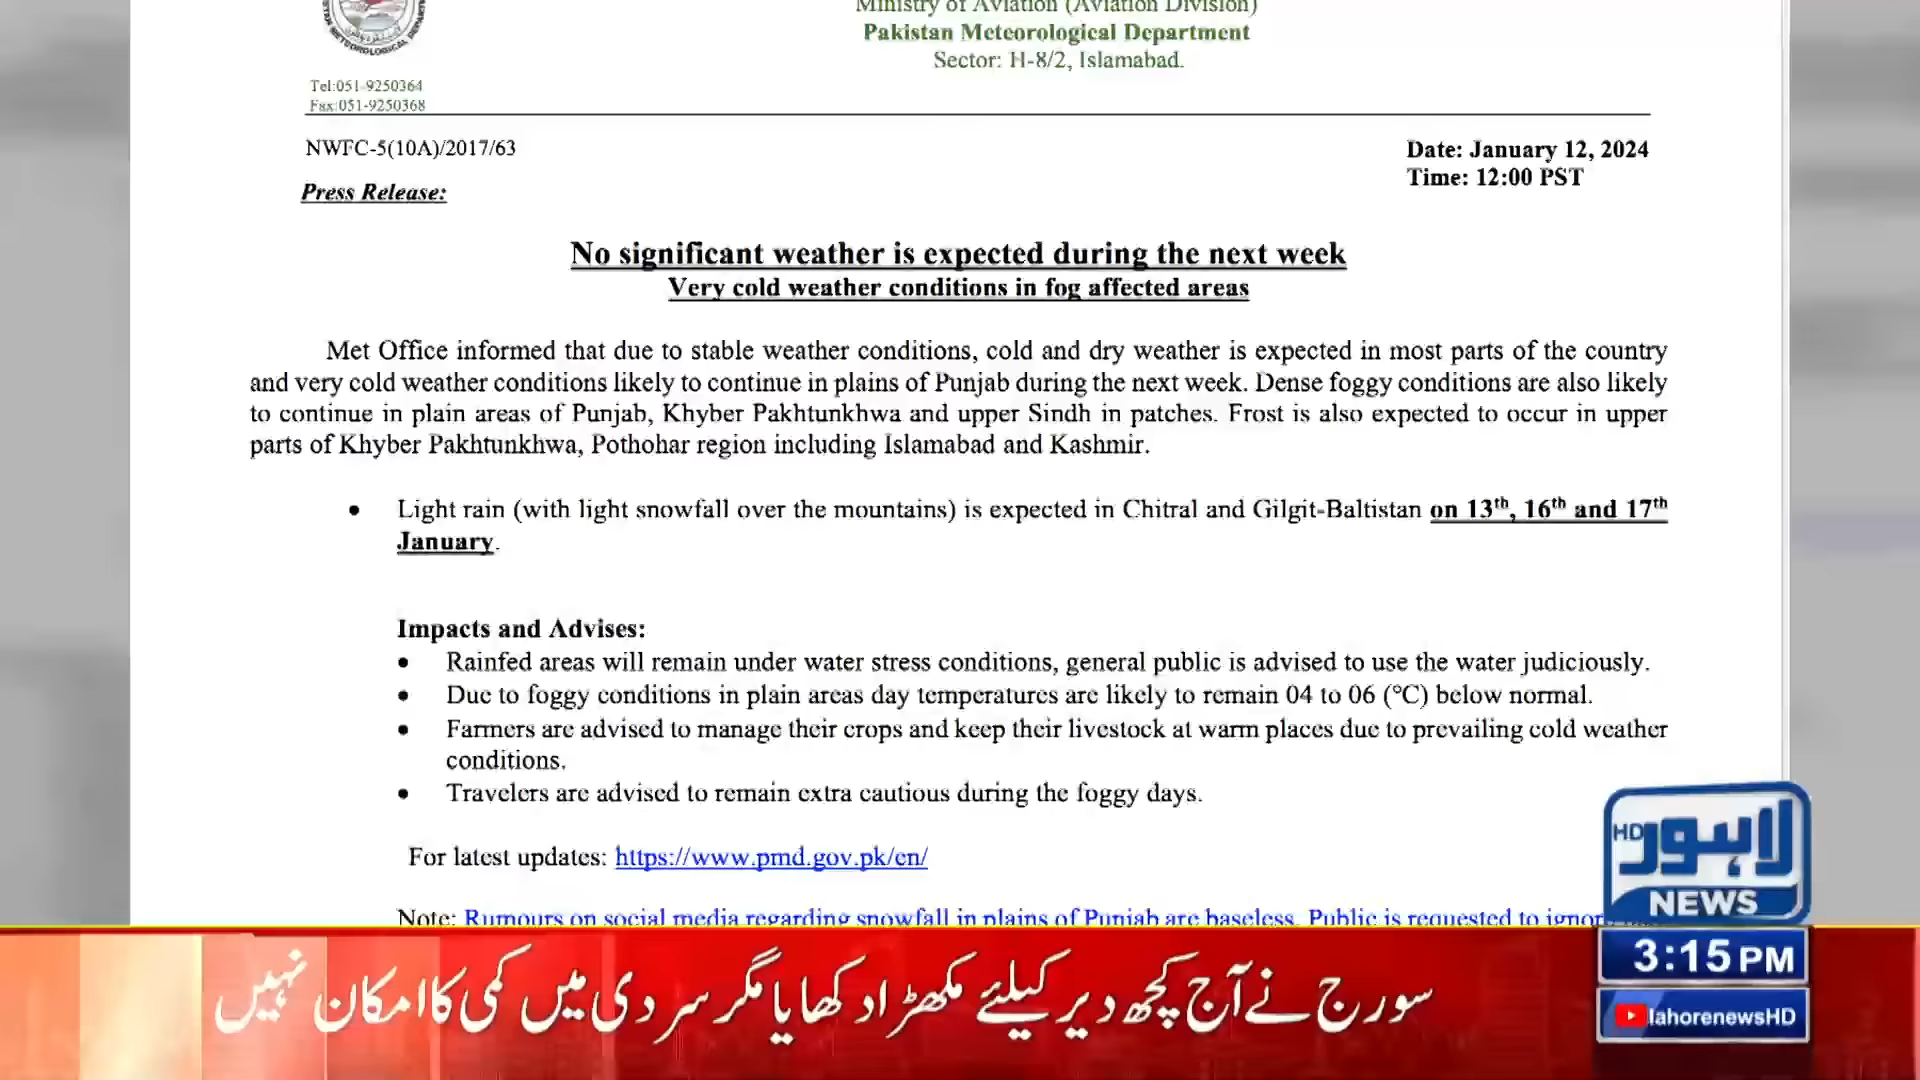 Ministry of Aviation (Aviation Division)
Pakistan Meteorological Department
Sector: H-8/2, Islamabad.
METEOROLOGICAL
Tel:051-9250364
Fax:051-9250368
NWFC-5(10A)/2017/63
Date: January 12, 2024
Time: 12:00 PST
Press Release:
No significant weather is expected during the next week
Very cold weather conditions in fog affected areas
Met Office informed that due to stable weather conditions, cold and dry weather is expected in most parts of the country
and very cold weather conditions likely to continue in plains of Punjab during the next week. Dense foggy conditions are also likely
to continue in plain areas of Punjab, Khyber Pakhtunkhwa and upper Sindh in patches. Frost is also expected to occur in upper
parts of Khyber Pakhtunkhwa, Pothohar region including Islamabad and Kashmir.
• Light rain (with light snowfall over the mountains) is expected in Chitral and Gilgit-Baltistan on 13th, 16th and 17th
January.
Impacts and Advises:
• Rainfed areas will remain under water stress conditions, general public is advised to use the water judiciously.
• Due to foggy conditions in plain areas day temperatures are likely to remain 04 to 06 (°C) below normal.
• Farmers are advised to manage their crops and keep their livestock at warm places due to prevailing cold weather
conditions.
• Travelers are advised to remain extra cautious during the foggy days.
For latest updates: https://www.pmd.gov.pk/en/
Note: Rumours on social media regarding snowfall in plains of Punjab are baseless. Public is requested to ignore
لاہور HD
NEWS
3:15 PM
lahorenewsHD
سورج نے آج کچھ دیر کیلئے مکھڑا دکھایا مگر سردی میں کمی کا امکان نہیں